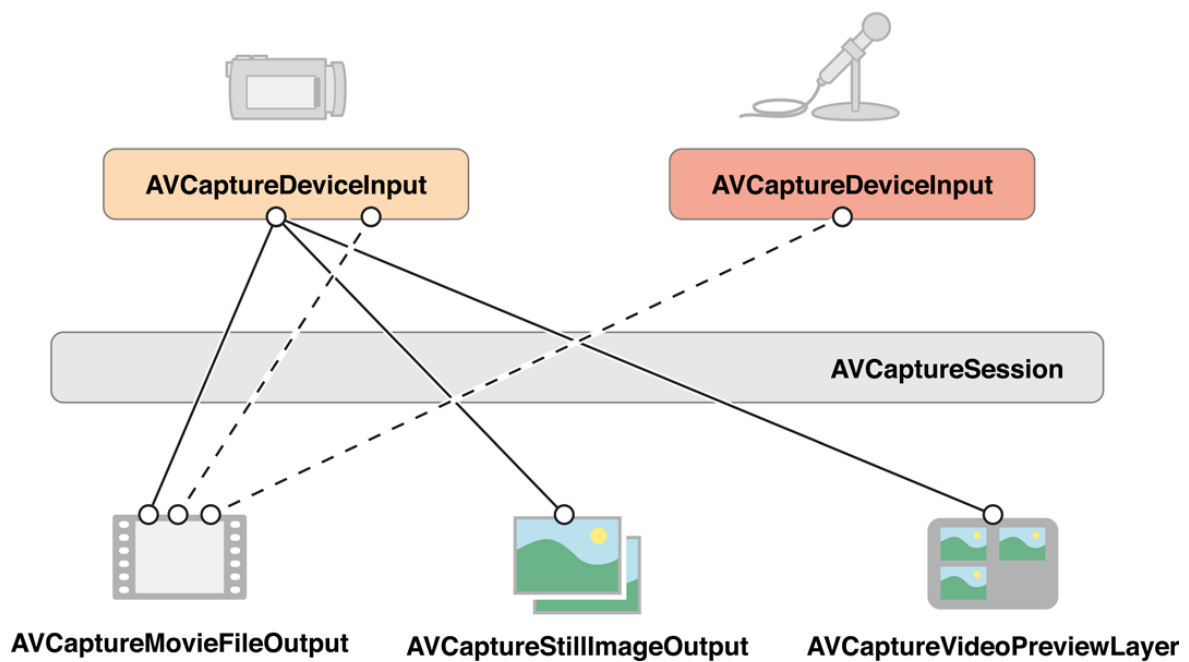 AVCaptureDeviceInput
AVCaptureDeviceInput
AVCaptureSession
AVCaptureMovieFileOutput
AVCaptureStillImageOutput
AVCaptureVideoPreviewLayer